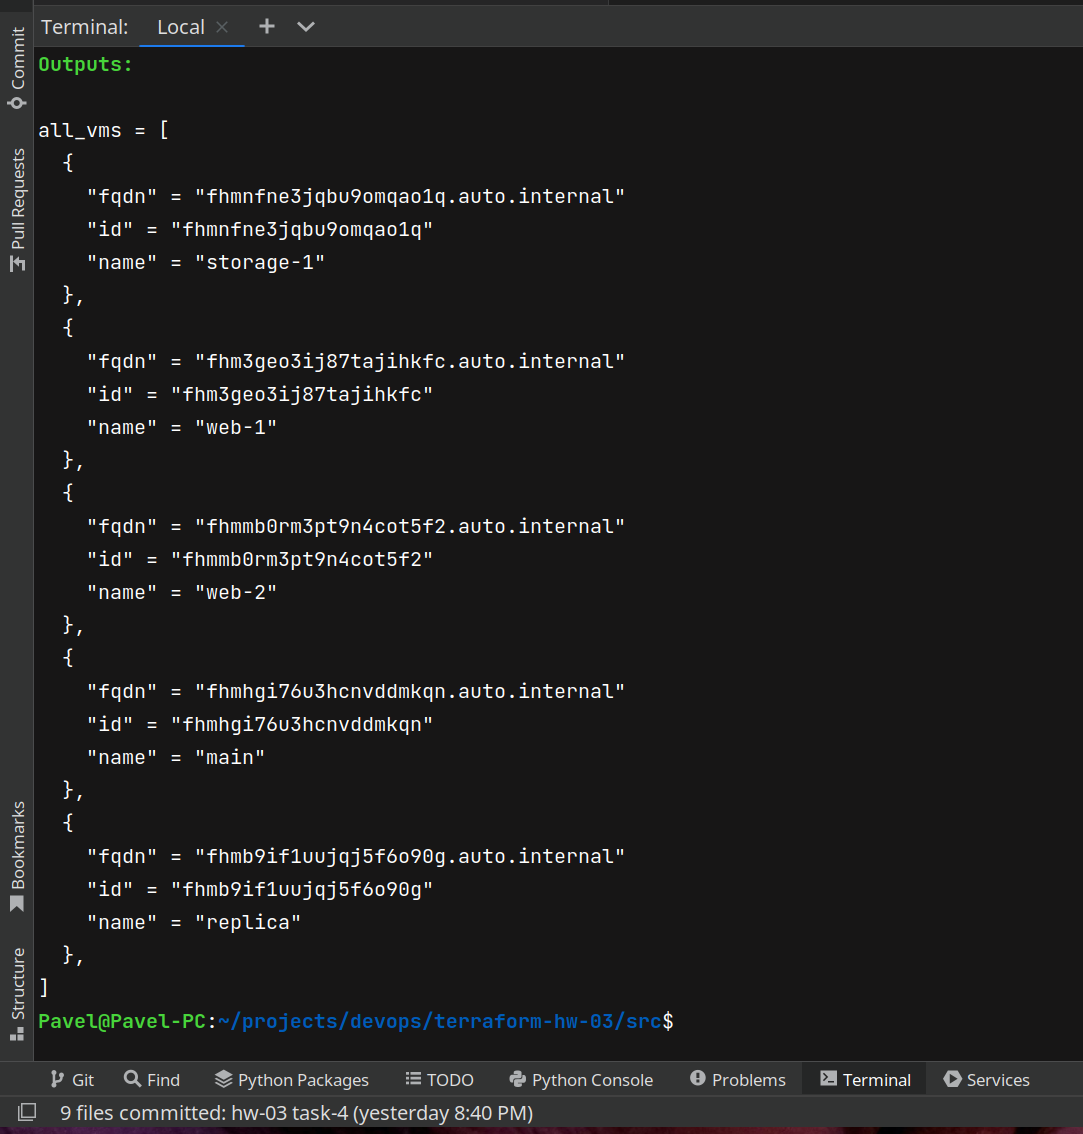 Terminal: Local
Commit
Pull Requests
Bookmarks
Structure
Outputs:
all_vms = [
  {
    "fqdn" = "fhmnfne3jqbu9omqao1q.auto.internal"
    "id" = "fhmnfne3jqbu9omqao1q"
    "name" = "storage-1"
  },
  {
    "fqdn" = "fhm3geo3ij87tajihkfc.auto.internal"
    "id" = "fhm3geo3ij87tajihkfc"
    "name" = "web-1"
  },
  {
    "fqdn" = "fhmmb0rm3pt9n4cot5f2.auto.internal"
    "id" = "fhmmb0rm3pt9n4cot5f2"
    "name" = "web-2"
  },
  {
    "fqdn" = "fhmhgi76u3hcnvddmkqn.auto.internal"
    "id" = "fhmhgi76u3hcnvddmkqn"
    "name" = "main"
  },
  {
    "fqdn" = "fhmb9if1uujqj5f6o90g.auto.internal"
    "id" = "fhmb9if1uujqj5f6o90g"
    "name" = "replica"
  },
]
Pavel@Pavel-PC:~/projects/devops/terraform-hw-03/src$
Git Find Python Packages TODO Python Console Problems Terminal Services
9 files committed: hw-03 task-4 (yesterday 8:40 PM)